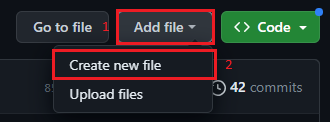 Go to file 1 Add file <> Code
Create new file 2
Upload files 42 commits